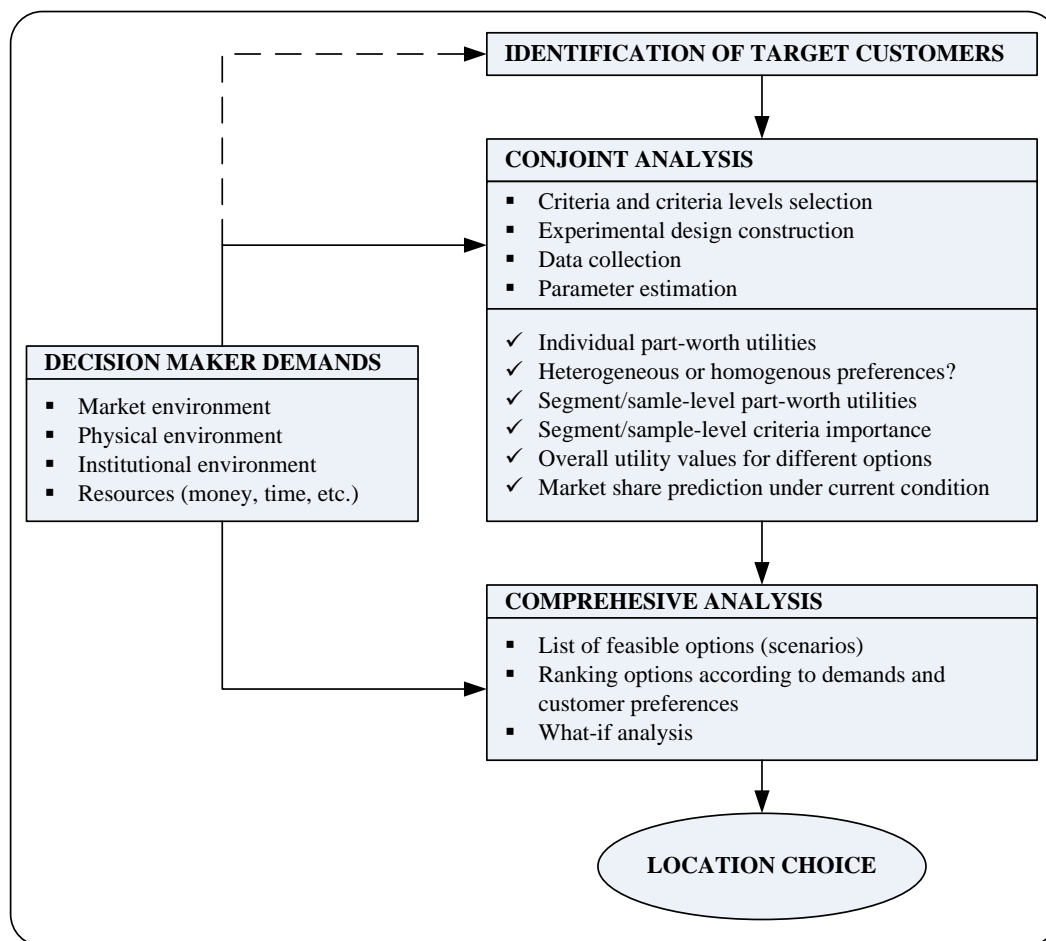 IDENTIFICATION OF TARGET CUSTOMERS
CONJOINT ANALYSIS
▪ Criteria and criteria levels selection
▪ Experimental design construction
▪ Data collection
▪ Parameter estimation
✓ Individual part-worth utilities
✓ Heterogeneous or homogenous preferences?
✓ Segment/samle-level part-worth utilities
✓ Segment/sample-level criteria importance
✓ Overall utility values for different options
✓ Market share prediction under current condition
DECISION MAKER DEMANDS
▪ Market environment
▪ Physical environment
▪ Institutional environment
▪ Resources (money, time, etc.)
COMPREHESIVE ANALYSIS
▪ List of feasible options (scenarios)
▪ Ranking options according to demands and
customer preferences
▪ What-if analysis
LOCATION CHOICE